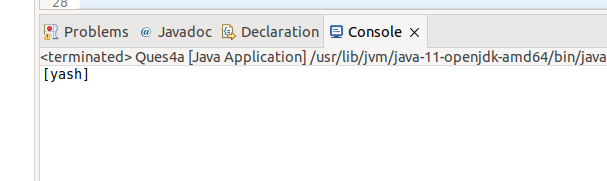 28
Problems @ Javadoc Declaration Console
<terminated> Ques4a [Java Application] /usr/lib/jvm/java-11-openjdk-amd64/bin/java
[yash]